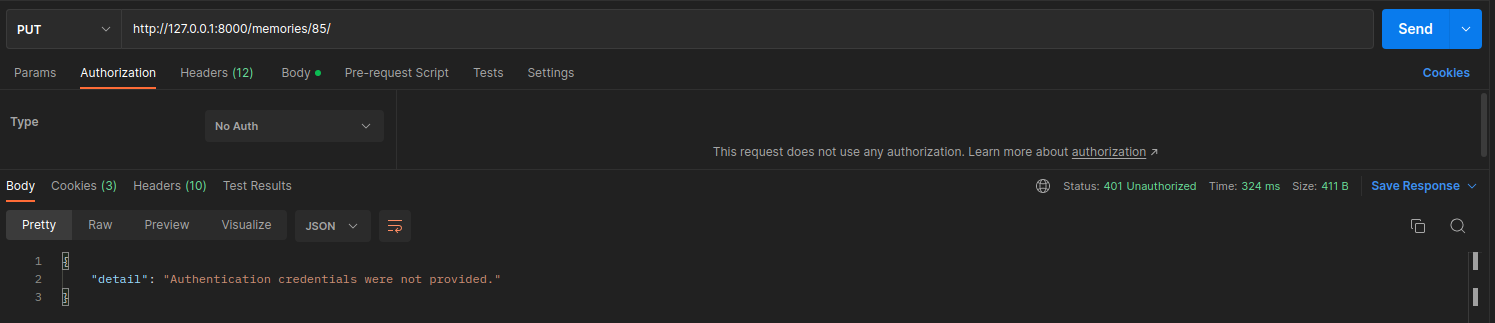 PUT http://127.0.0.1:8000/memories/85/ Send
Params Authorization Headers (12) Body Pre-request Script Tests Settings Cookies
Type No Auth
This request does not use any authorization. Learn more about authorization ↗
Body Cookies (3) Headers (10) Test Results Status: 401 Unauthorized Time: 324 ms Size: 411 B Save Response
Pretty Raw Preview Visualize JSON
1 {
2 "detail": "Authentication credentials were not provided."
3 }